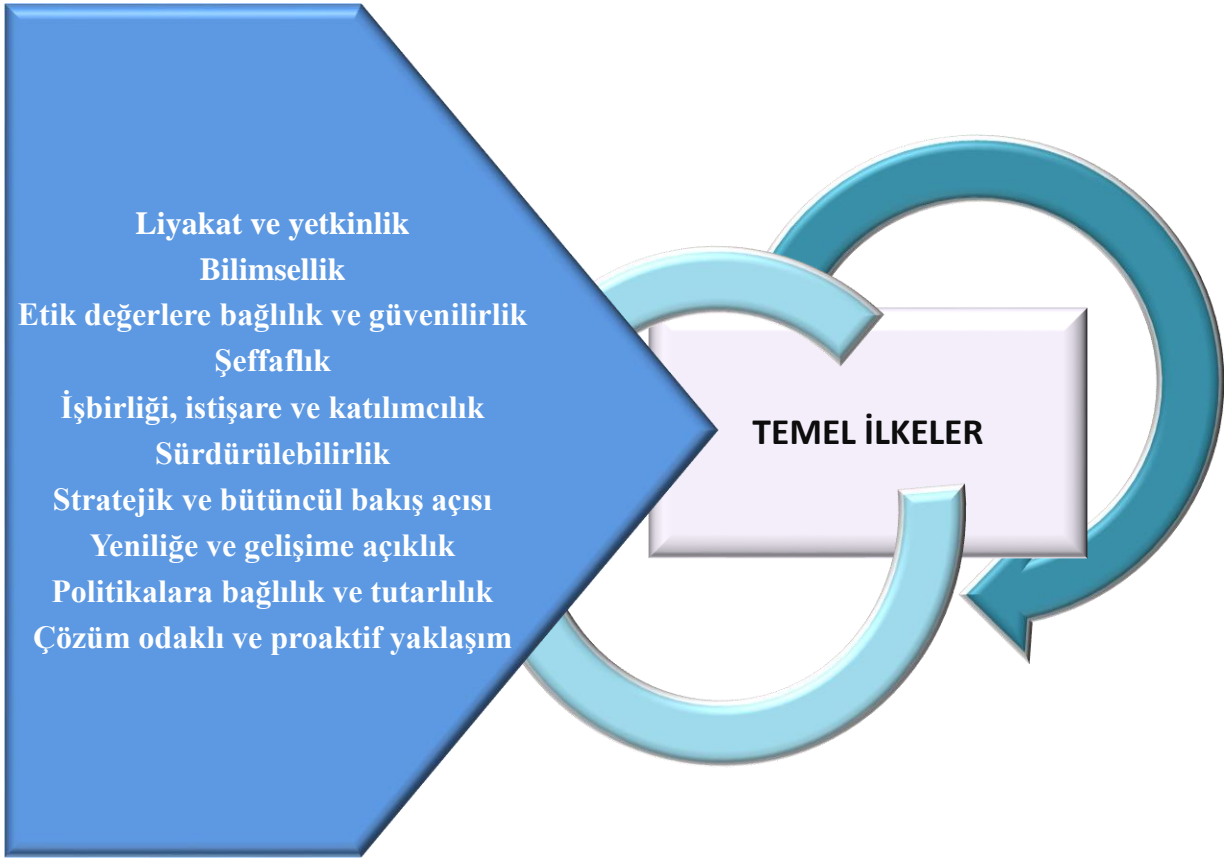 Liyakat ve yetkinlik
Bilimsellik
Etik değerlere bağlılık ve güvenilirlik
Şeffaflık
İşbirliği, istişare ve katılımcılık
Sürdürülebilirlik
Stratejik ve bütüncül bakış açısı
Yeniliğe ve gelişime açıklık
Politikalara bağlılık ve tutarlılık
Çözüm odaklı ve proaktif yaklaşım
TEMEL İLKELER